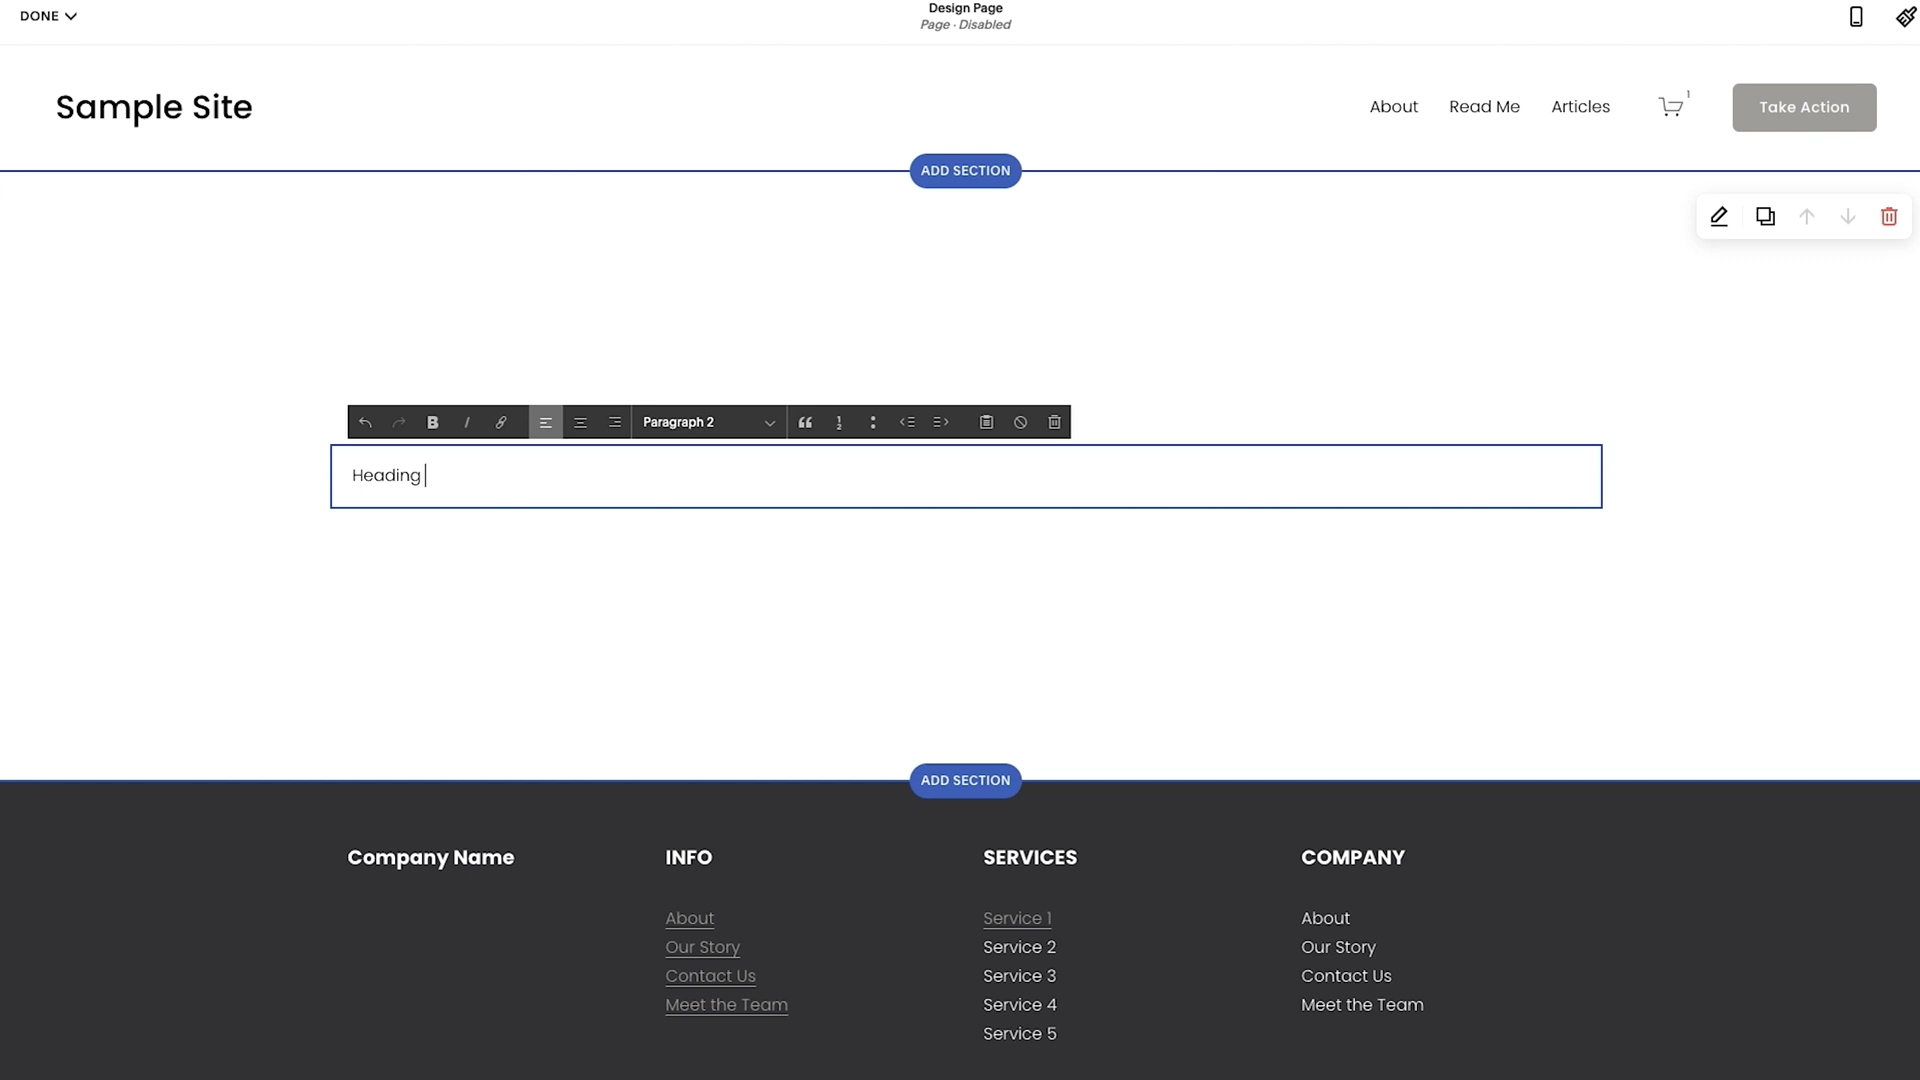 DONE
Design Page
Page · Disabled
Sample Site
About
Read Me
Articles
1
Take Action
ADD SECTION
B
I
Paragraph 2
Heading
ADD SECTION
Company Name
INFO
About
Our Story
Contact Us
Meet the Team
SERVICES
Service 1
Service 2
Service 3
Service 4
Service 5
COMPANY
About
Our Story
Contact Us
Meet the Team